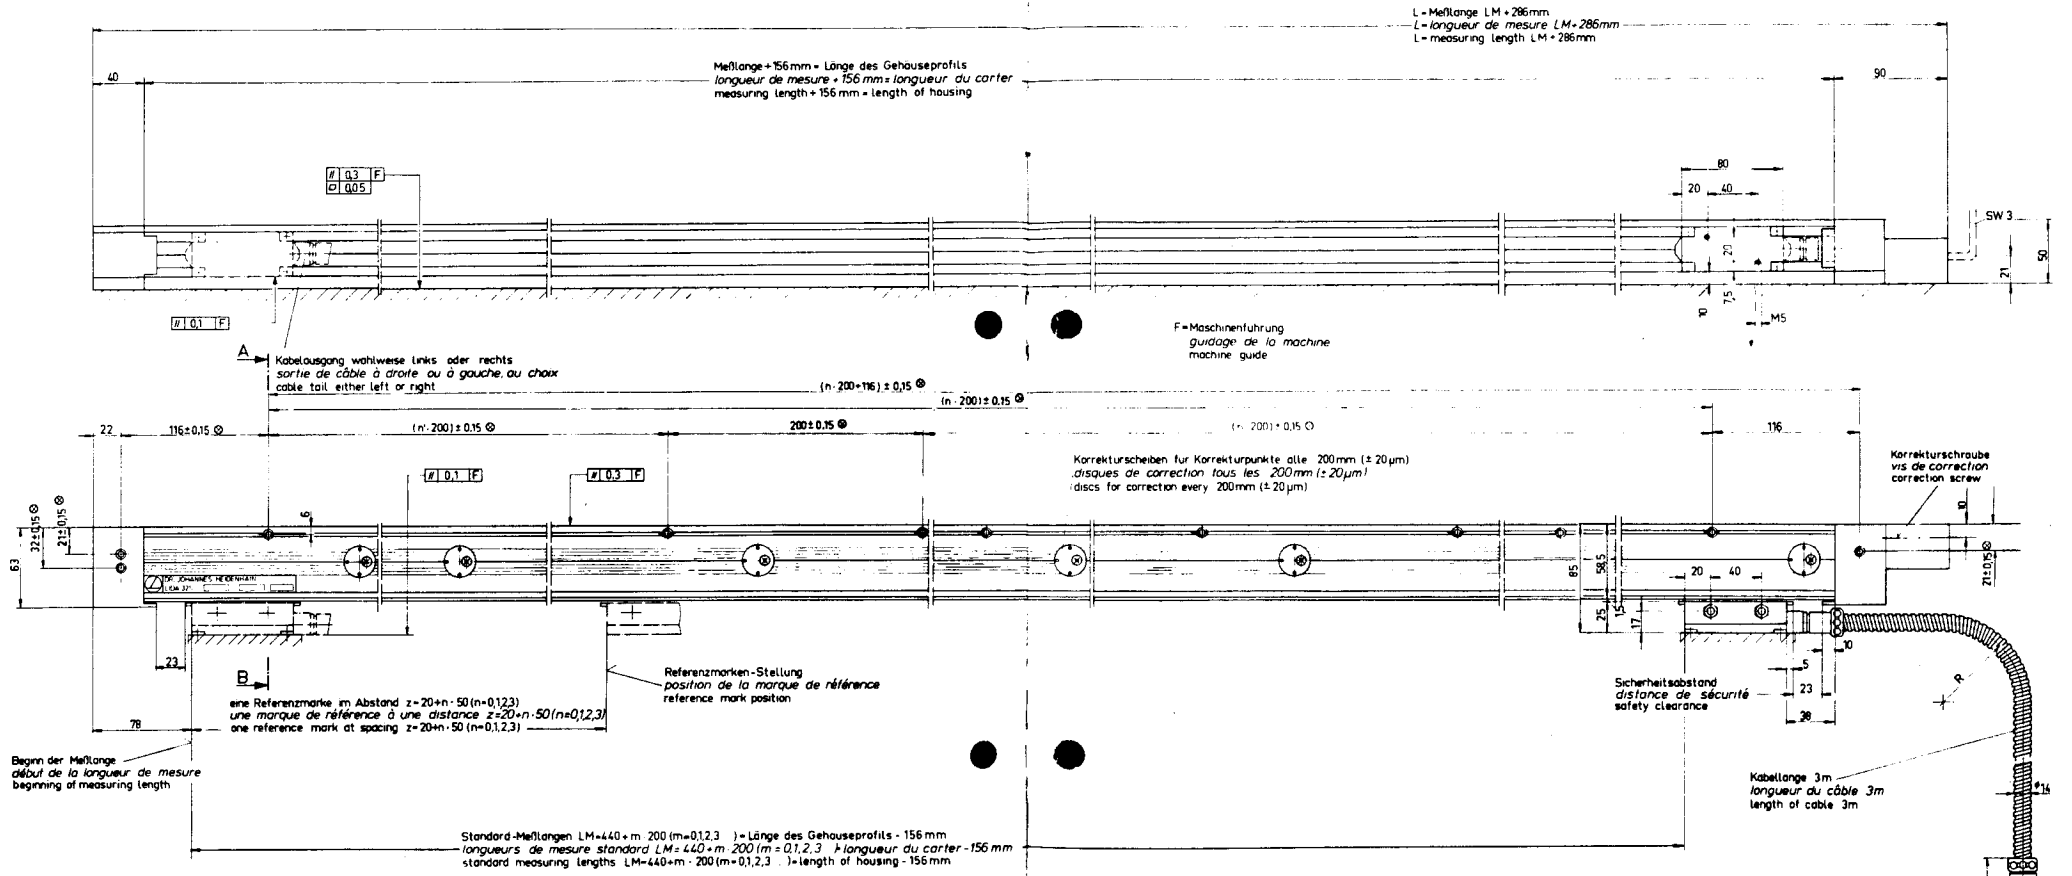 L = Meßlänge LM + 286mm
L = longueur de mesure LM + 286mm
L = measuring length LM + 286mm
40
Meßlänge + 156 mm = Länge des Gehäuseprofils
longueur de mesure + 156 mm = longueur du carter
measuring length + 156 mm = length of housing
90
// 0,3 F
▱ 0,05
80
20 40
SW 3
20
50
21
10
7,5
M5
// 0,1 F
F = Maschinenführung
guidage de la machine
machine guide
A
Kabelausgang wahlweise links oder rechts
sortie de câble à droite ou à gauche, au choix
cable tail either left or right
(n · 200 + 116) ± 0,15 ⊗
(n · 200) ± 0,15 ⊗
22
116 ± 0,15 ⊗
(n' · 200) ± 0,15 ⊗
200 ± 0,15 ⊗
116
// 0,1 F
// 0,3 F
Korrekturscheiben für Korrekturpunkte alle 200mm (± 20 µm)
disques de correction tous les 200mm (± 20µm)
discs for correction every 200mm (± 20 µm)
Korrekturschraube
vis de correction
correction screw
63
32 ± 0,15 ⊗
21 ± 0,15 ⊗
6
10
21 ± 0,15 ⊗
DR. JOHANNES HEIDENHAIN
LIDA 321
85
58,5
25
1,5
17
20 40
23
10
5
23
38
B
Referenzmarken-Stellung
position de la marque de référence
reference mark position
Sicherheitsabstand
distance de sécurité
safety clearance
R
eine Referenzmarke im Abstand z = 20 + n · 50 (n = 0,1,2,3)
une marque de référence à une distance z = 20 + n · 50 (n = 0,1,2,3)
one reference mark at spacing z = 20 + n · 50 (n = 0,1,2,3)
78
Beginn der Meßlänge
début de la longueur de mesure
beginning of measuring length
Kabellänge 3m
longueur du câble 3m
length of cable 3m
14
Standard-Meßlängen LM = 440 + m · 200 (m = 0,1,2,3 ) = Länge des Gehäuseprofils - 156 mm
longueurs de mesure standard LM = 440 + m · 200 (m = 0,1,2,3 ) = longueur du carter - 156 mm
standard measuring lengths LM = 440 + m · 200 (m = 0,1,2,3 . ) = length of housing - 156 mm